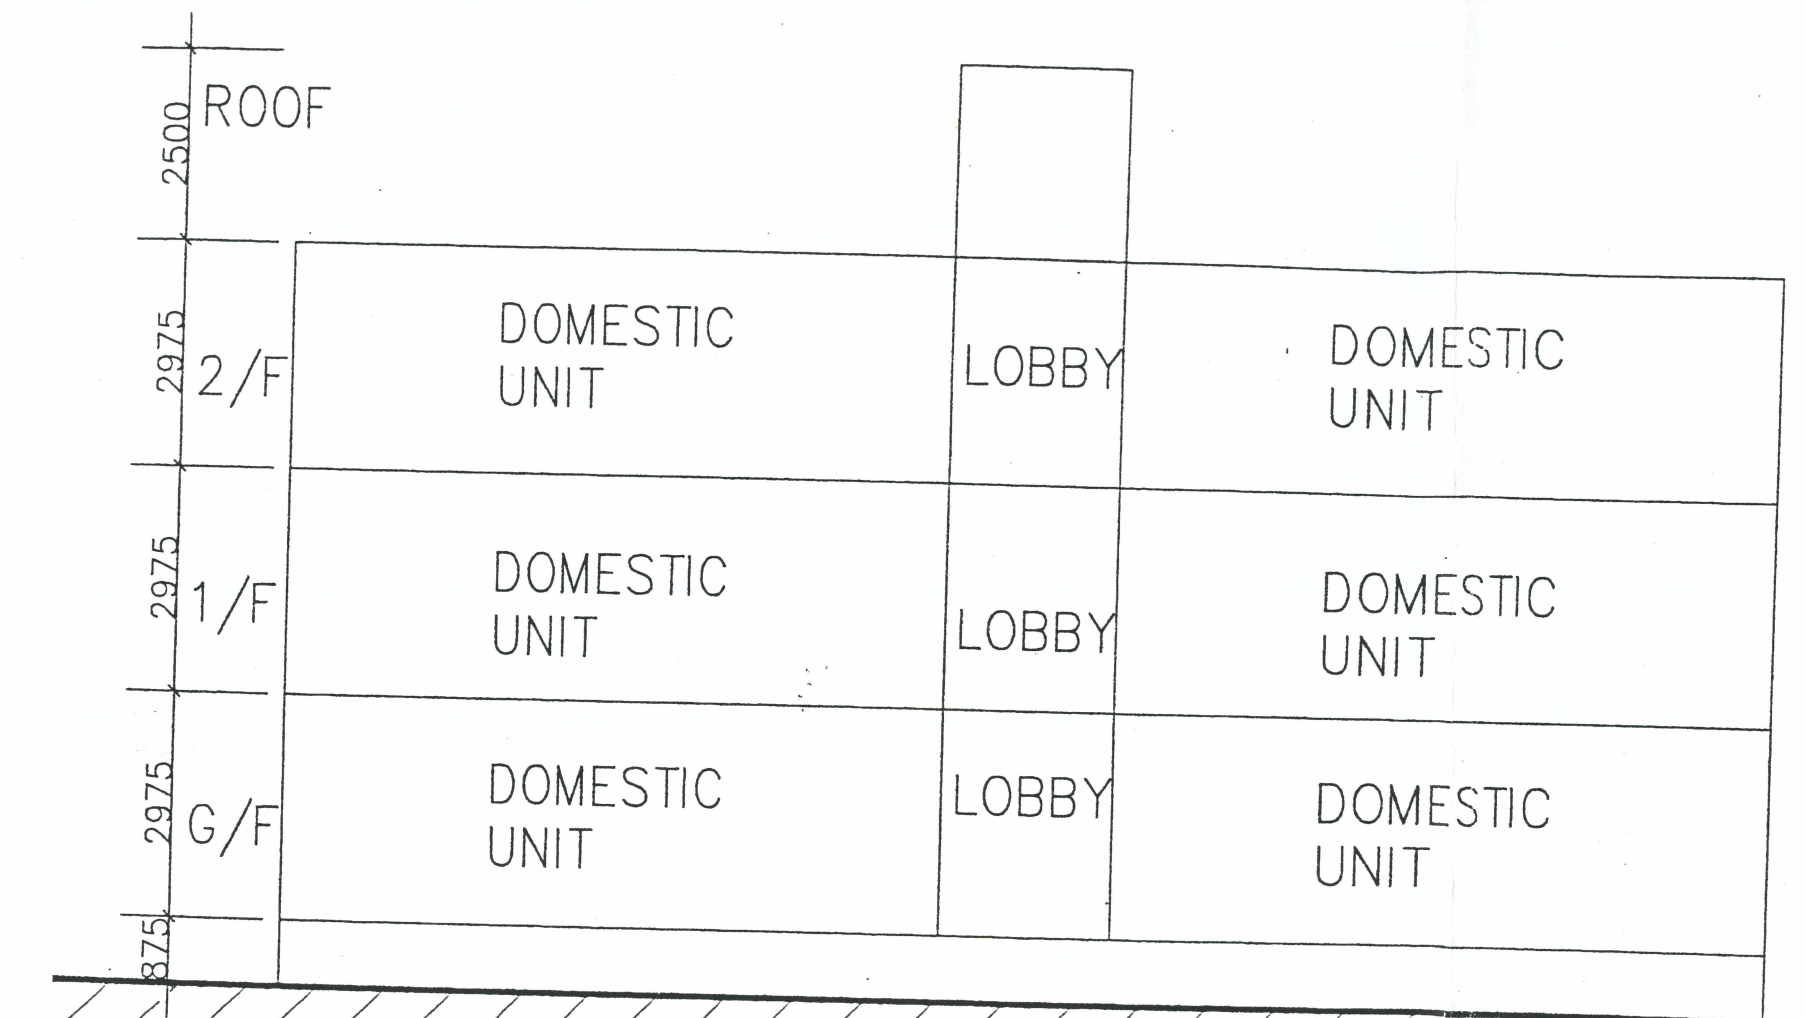 ROOF
2500
DOMESTIC
UNIT
LOBBY
DOMESTIC
UNIT
2/F
2975
DOMESTIC
UNIT
LOBBY
DOMESTIC
UNIT
1/F
2975
DOMESTIC
UNIT
LOBBY
DOMESTIC
UNIT
G/F
2975
875